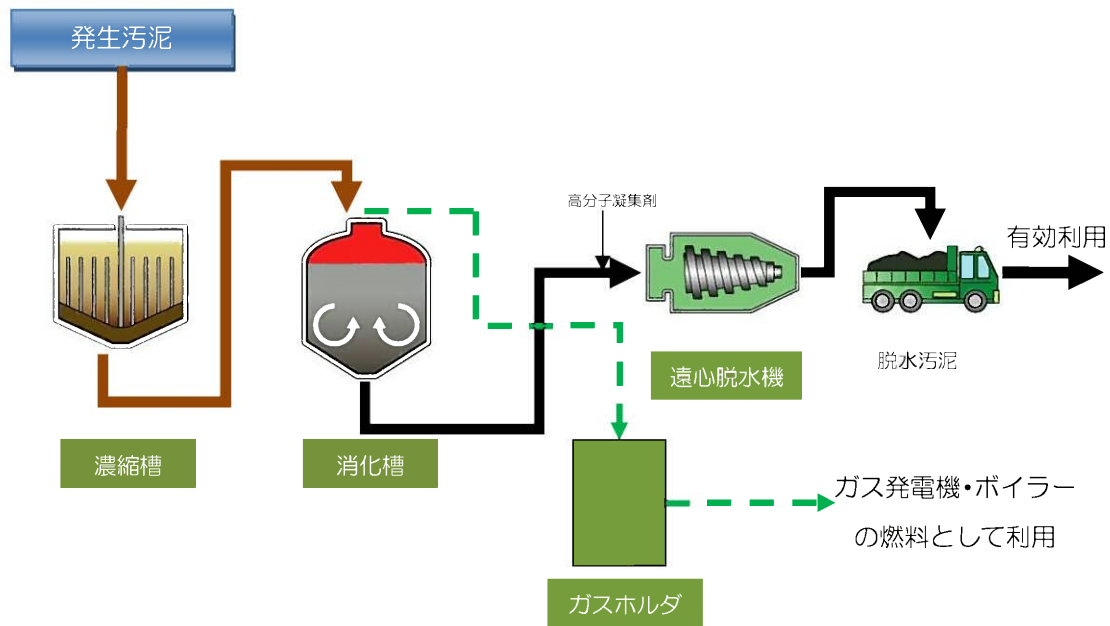 発生汚泥
高分子凝集剤
有効利用
脱水汚泥
遠心脱水機
濃縮槽
消化槽
ガス発電機・ボイラー
の燃料として利用
ガスホルダ